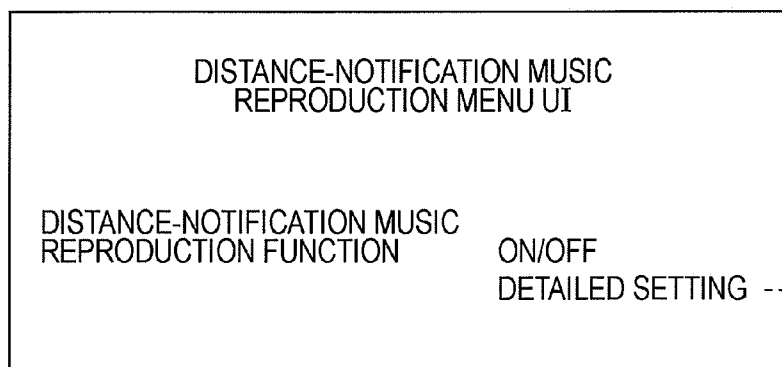 DISTANCE-NOTIFICATION MUSIC
REPRODUCTION MENU UI
DISTANCE-NOTIFICATION MUSIC
REPRODUCTION FUNCTION ON/OFF
DETAILED SETTING --